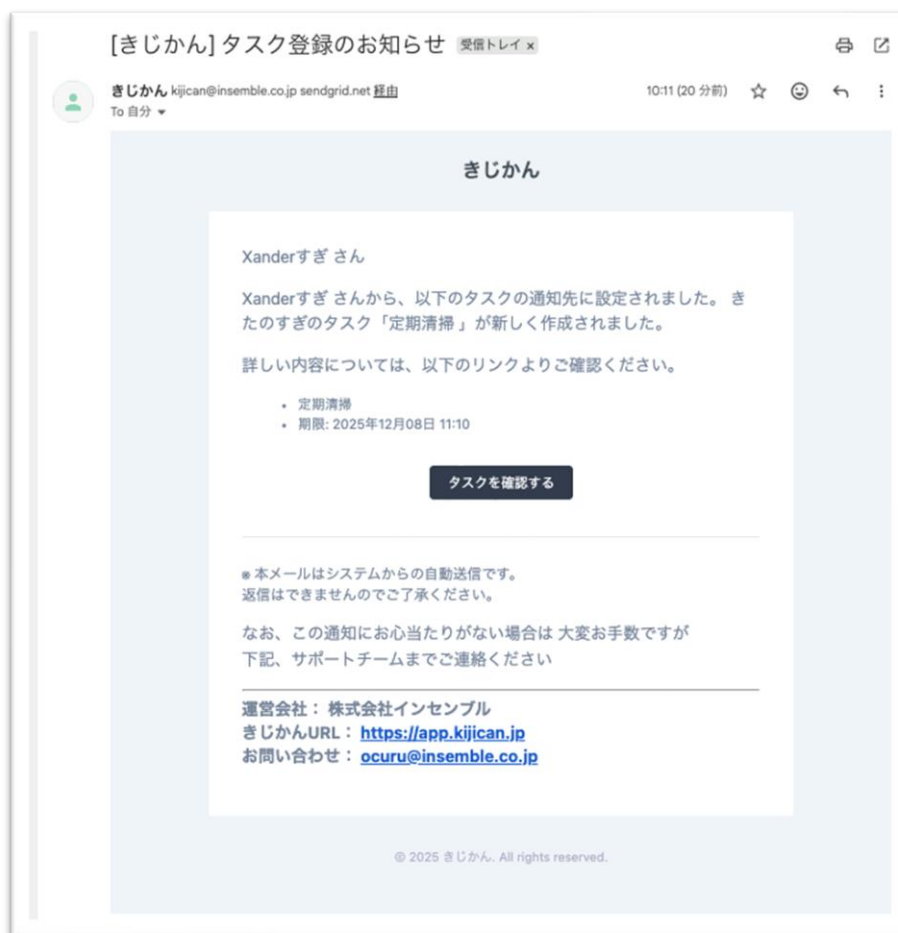 [きじかん] タスク登録のお知らせ 受信トレイ ×
きじかん kijican@insemble.co.jp sendgrid.net 経由
10:11 (20 分前)
To 自分
きじかん
Xanderすぎ さん
Xanderすぎ さんから、以下のタスクの通知先に設定されました。 き
たのすぎのタスク「定期清掃 」が新しく作成されました。
詳しい内容については、以下のリンクよりご確認ください。
• 定期清掃
• 期限: 2025年12月08日 11:10
タスクを確認する
※ 本メールはシステムからの自動送信です。
返信はできませんのでご了承ください。
なお、この通知にお心当たりがない場合は 大変お手数ですが
下記、サポートチームまでご連絡ください
運営会社： 株式会社インセンブル
きじかんURL： https://app.kijican.jp
お問い合わせ： ocuru@insemble.co.jp
© 2025 きじかん. All rights reserved.